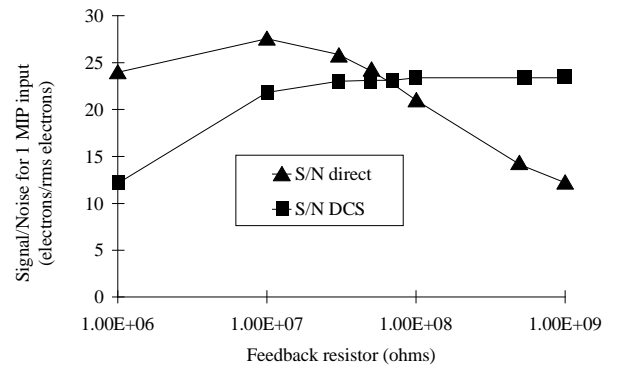 Signal/Noise for 1 MIP input
(electrons/rms electrons)
30
25
20
15
10
5
0
S/N direct
S/N DCS
1.00E+06 1.00E+07 1.00E+08 1.00E+09
Feedback resistor (ohms)